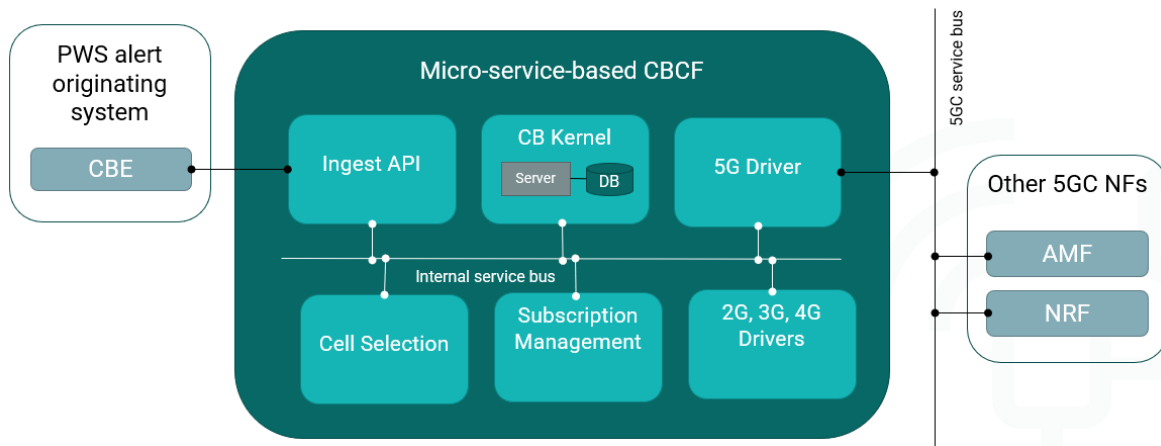 PWS alert
originating
system
CBE
Micro-service-based CBCF
Ingest API
CB Kernel
Server
DB
5G Driver
Internal service bus
Cell Selection
Subscription
Management
2G, 3G, 4G
Drivers
5GC service bus
Other 5GC NFs
AMF
NRF